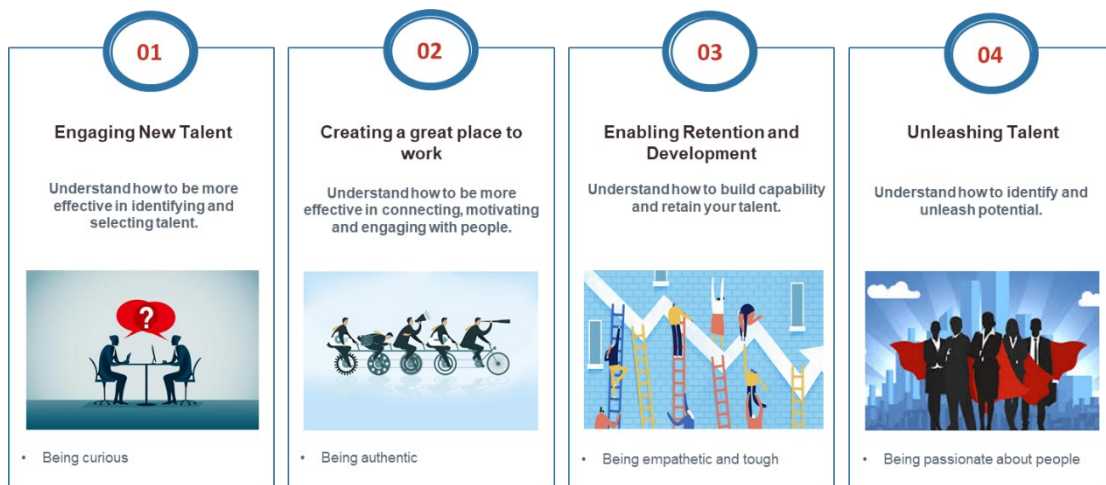 01
Engaging New Talent
Understand how to be more
effective in identifying and
selecting talent.
?
• Being curious
02
Creating a great place to
work
Understand how to be more
effective in connecting, motivating
and engaging with people.
• Being authentic
03
Enabling Retention and
Development
Understand how to build capability
and retain your talent.
• Being empathetic and tough
04
Unleashing Talent
Understand how to identify and
unleash potential.
• Being passionate about people